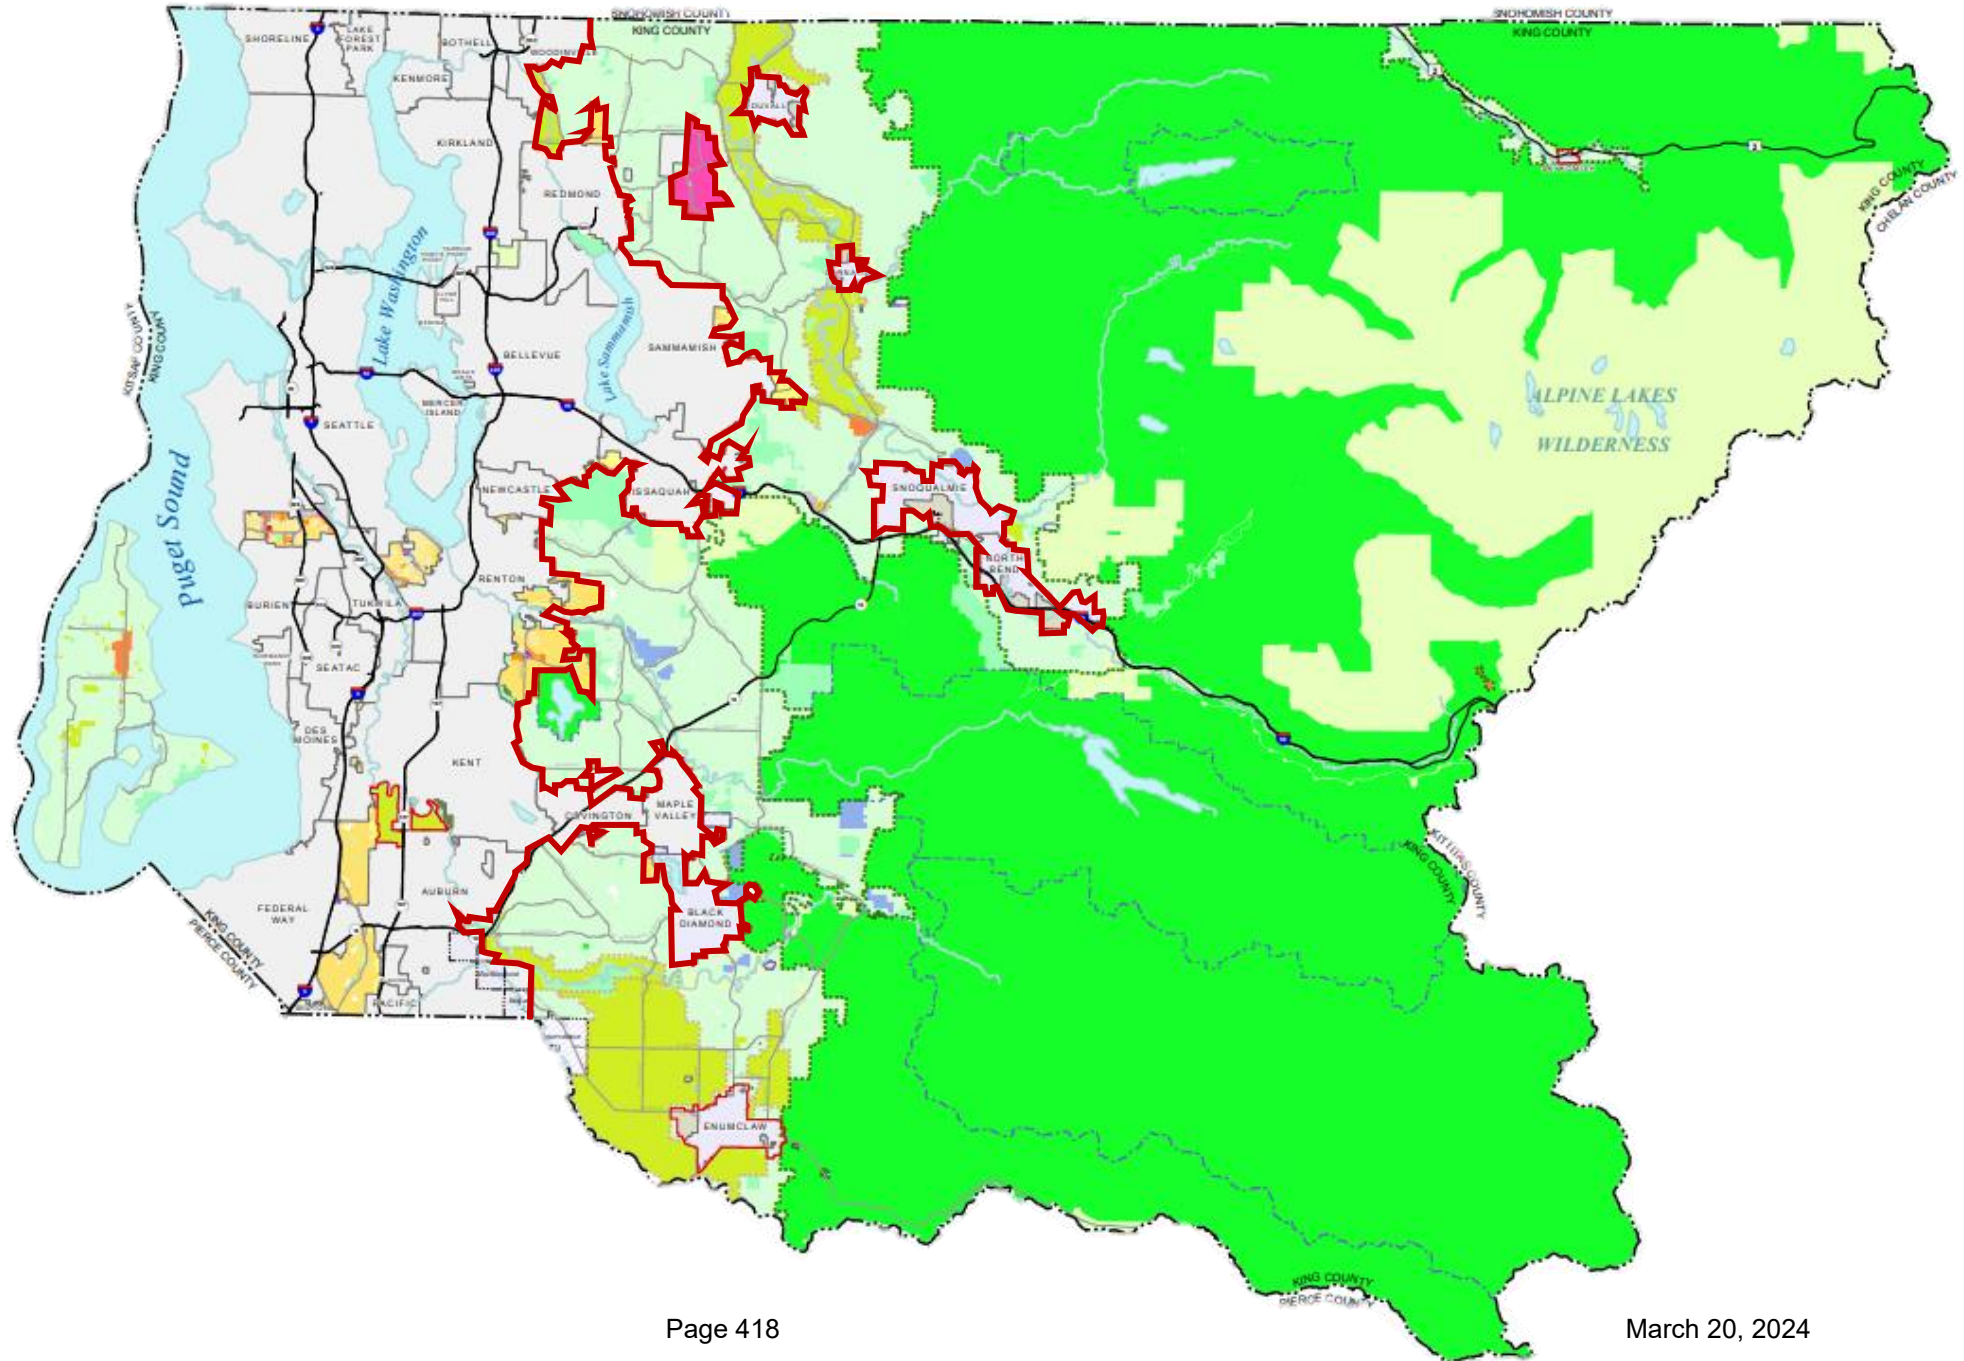 SNOHOMISH COUNTY
KING COUNTY
SNOHOMISH COUNTY
KING COUNTY
SHORELINE
LAKE
FOREST
PARK
BOTHELL
WOODINVILLE
KENMORE
DUVALL
KIRKLAND
REDMOND
KING COUNTY
CHELAN COUNTY
Lake Washington
Lake Sammamish
KITSAP COUNTY
KING COUNTY
SAMMAMISH
BELLEVUE
MERCER
ISLAND
SEATTLE
ALPINE LAKES
WILDERNESS
Puget Sound
NEWCASTLE
ISSAQUAH
SNOQUALMIE
NORTH
BEND
RENTON
BURIEN
TUKWILA
SEATAC
DES
MOINES
KENT
COVINGTON
MAPLE
VALLEY
AUBURN
FEDERAL
WAY
BLACK
DIAMOND
KITTITAS COUNTY
KING COUNTY
KING COUNTY
PIERCE COUNTY
PACIFIC
ENUMCLAW
KING COUNTY
PIERCE COUNTY
Page 418
March 20, 2024